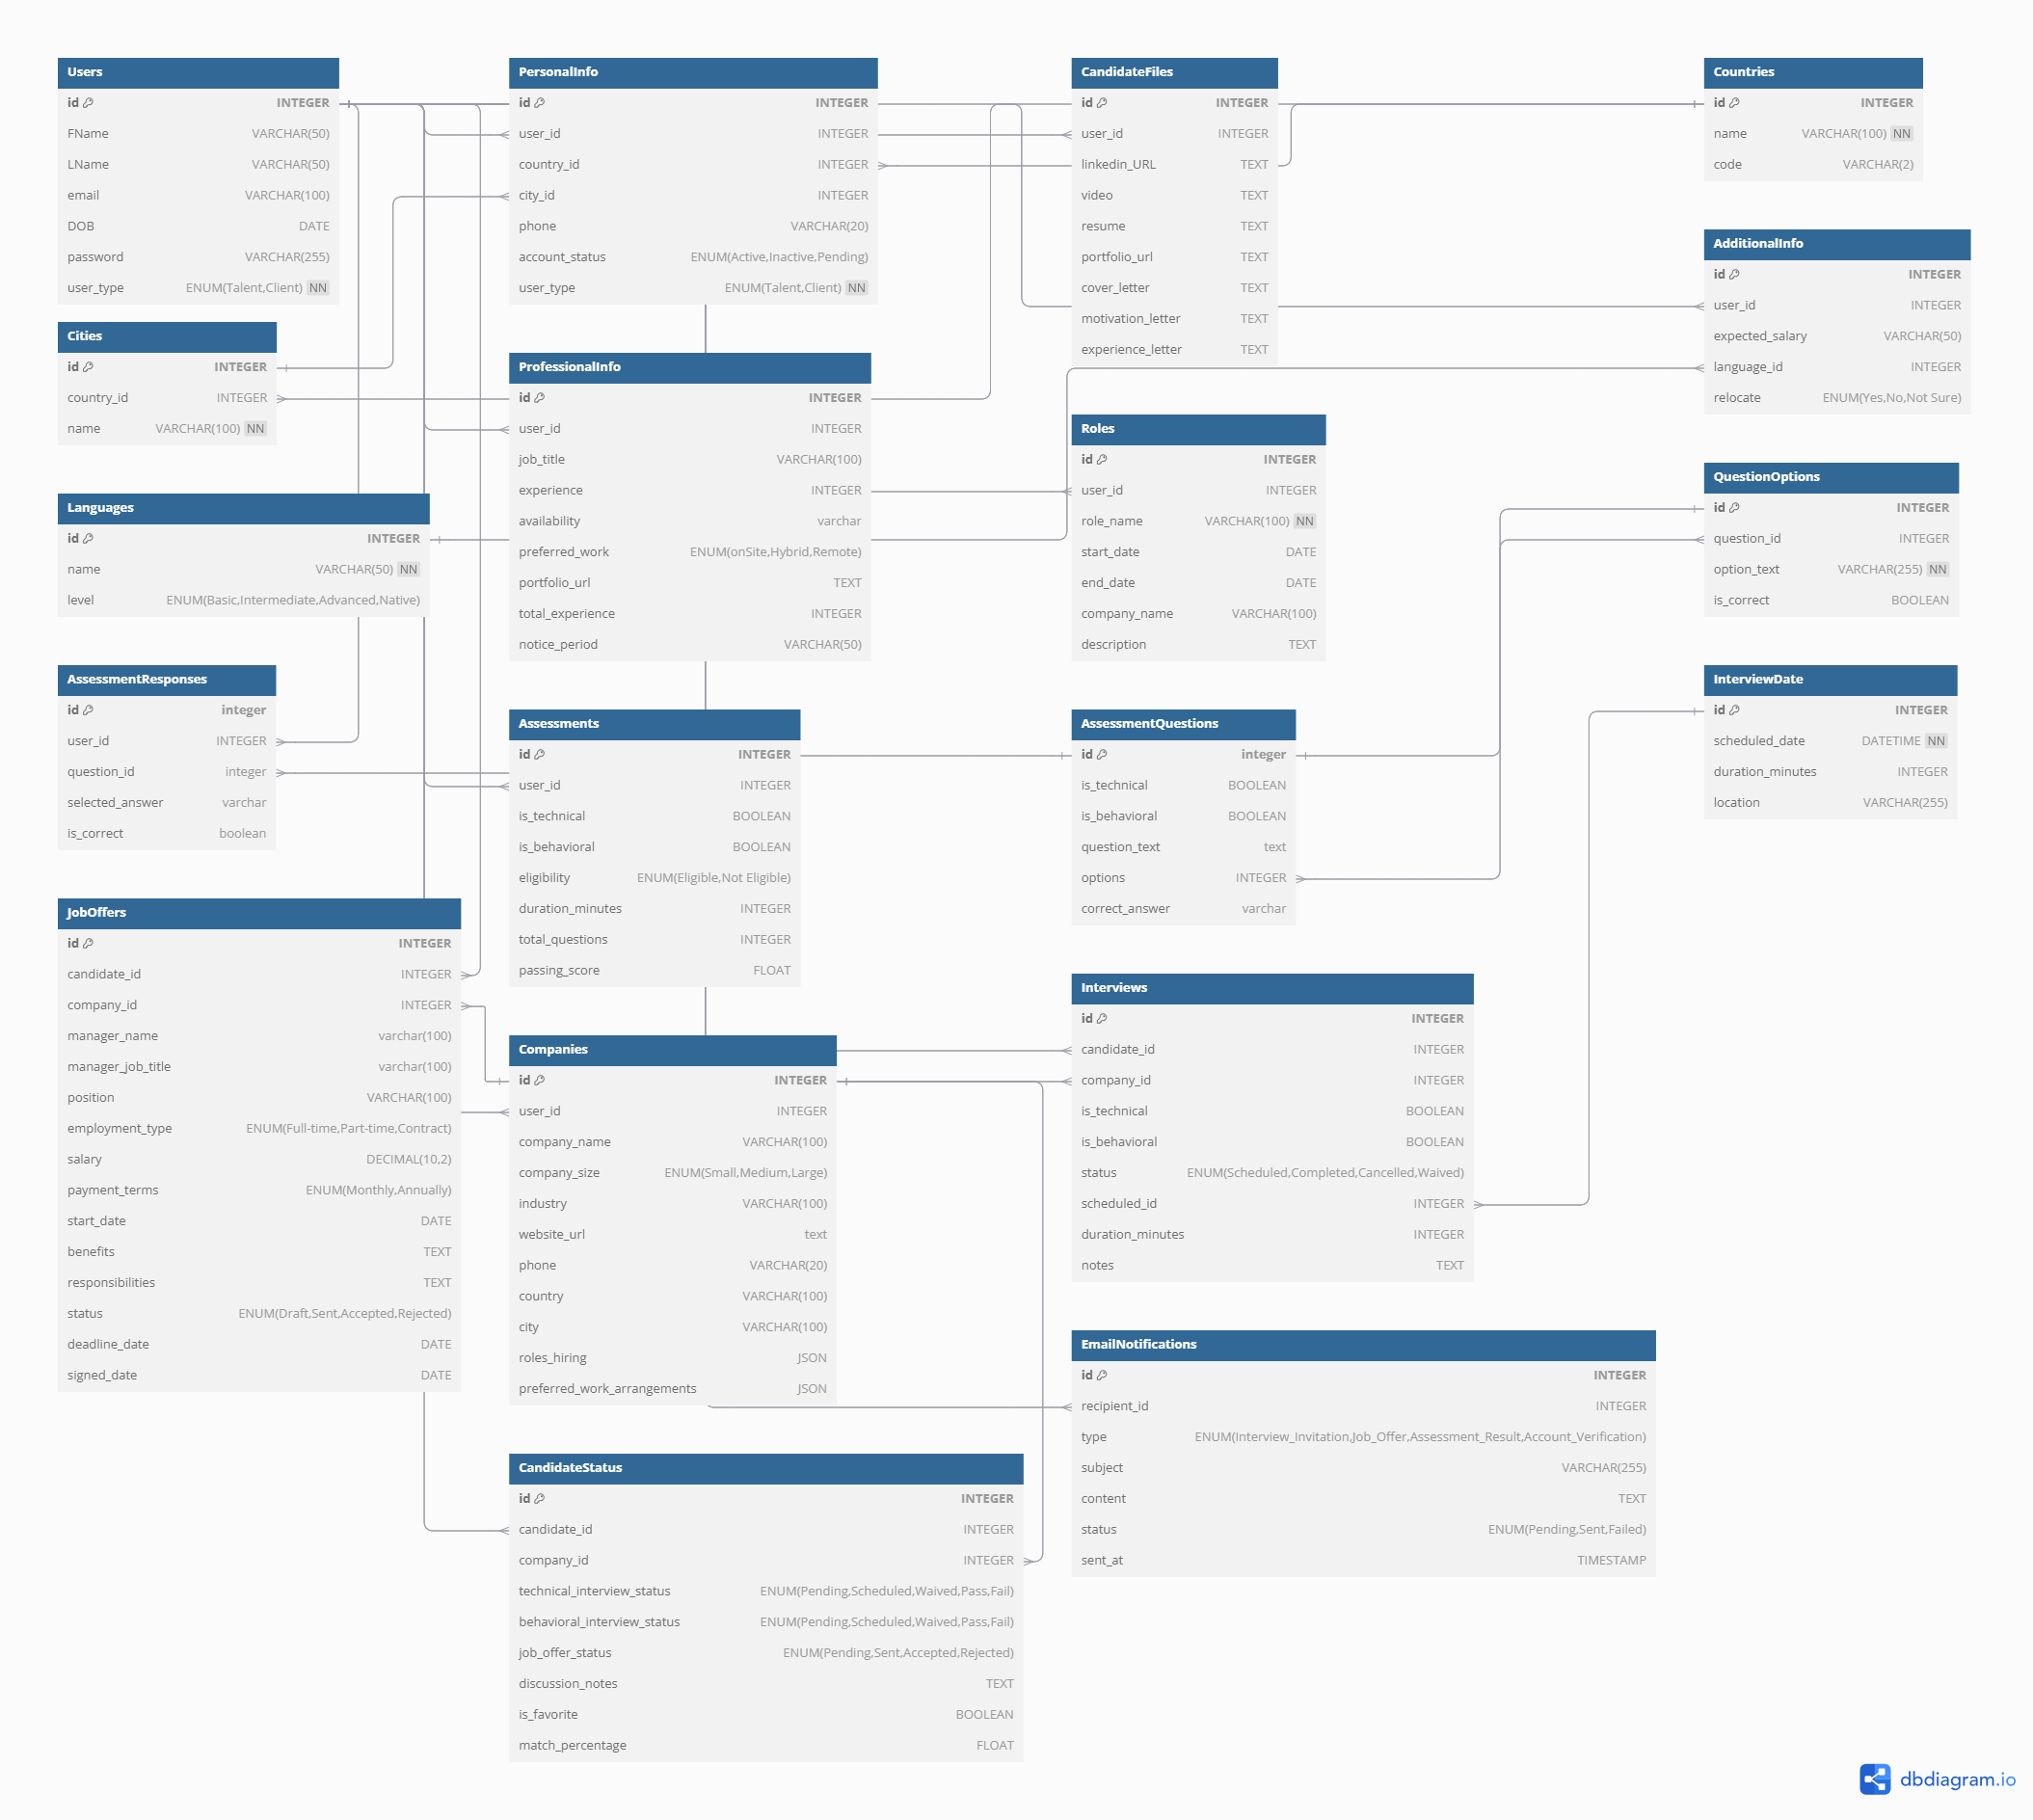 Users
id INTEGER
FName VARCHAR(50)
LName VARCHAR(50)
email VARCHAR(100)
DOB DATE
password VARCHAR(255)
user_type ENUM(Talent,Client) NN
Cities
id INTEGER
country_id INTEGER
name VARCHAR(100) NN
Languages
id INTEGER
name VARCHAR(50) NN
level ENUM(Basic,Intermediate,Advanced,Native)
AssessmentResponses
id integer
user_id INTEGER
question_id integer
selected_answer varchar
is_correct boolean
JobOffers
id INTEGER
candidate_id INTEGER
company_id INTEGER
manager_name varchar(100)
manager_job_title varchar(100)
position VARCHAR(100)
employment_type ENUM(Full-time,Part-time,Contract)
salary DECIMAL(10,2)
payment_terms ENUM(Monthly,Annually)
start_date DATE
benefits TEXT
responsibilities TEXT
status ENUM(Draft,Sent,Accepted,Rejected)
deadline_date DATE
signed_date DATE
PersonalInfo
id INTEGER
user_id INTEGER
country_id INTEGER
city_id INTEGER
phone VARCHAR(20)
account_status ENUM(Active,Inactive,Pending)
user_type ENUM(Talent,Client) NN
ProfessionalInfo
id INTEGER
user_id INTEGER
job_title VARCHAR(100)
experience INTEGER
availability varchar
preferred_work ENUM(onSite,Hybrid,Remote)
portfolio_url TEXT
total_experience INTEGER
notice_period VARCHAR(50)
Assessments
id INTEGER
user_id INTEGER
is_technical BOOLEAN
is_behavioral BOOLEAN
eligibility ENUM(Eligible,Not Eligible)
duration_minutes INTEGER
total_questions INTEGER
passing_score FLOAT
Companies
id INTEGER
user_id INTEGER
company_name VARCHAR(100)
company_size ENUM(Small,Medium,Large)
industry VARCHAR(100)
website_url text
phone VARCHAR(20)
country VARCHAR(100)
city VARCHAR(100)
roles_hiring JSON
preferred_work_arrangements JSON
CandidateStatus
id INTEGER
candidate_id INTEGER
company_id INTEGER
technical_interview_status ENUM(Pending,Scheduled,Waived,Pass,Fail)
behavioral_interview_status ENUM(Pending,Scheduled,Waived,Pass,Fail)
job_offer_status ENUM(Pending,Sent,Accepted,Rejected)
discussion_notes TEXT
is_favorite BOOLEAN
match_percentage FLOAT
CandidateFiles
id INTEGER
user_id INTEGER
linkedin_URL TEXT
video TEXT
resume TEXT
portfolio_url TEXT
cover_letter TEXT
motivation_letter TEXT
experience_letter TEXT
Roles
id INTEGER
user_id INTEGER
role_name VARCHAR(100) NN
start_date DATE
end_date DATE
company_name VARCHAR(100)
description TEXT
AssessmentQuestions
id integer
is_technical BOOLEAN
is_behavioral BOOLEAN
question_text text
options INTEGER
correct_answer varchar
Interviews
id INTEGER
candidate_id INTEGER
company_id INTEGER
is_technical BOOLEAN
is_behavioral BOOLEAN
status ENUM(Scheduled,Completed,Cancelled,Waived)
scheduled_id INTEGER
duration_minutes INTEGER
notes TEXT
EmailNotifications
id INTEGER
recipient_id INTEGER
type ENUM(Interview_Invitation,Job_Offer,Assessment_Result,Account_Verification)
subject VARCHAR(255)
content TEXT
status ENUM(Pending,Sent,Failed)
sent_at TIMESTAMP
Countries
id INTEGER
name VARCHAR(100) NN
code VARCHAR(2)
AdditionalInfo
id INTEGER
user_id INTEGER
expected_salary VARCHAR(50)
language_id INTEGER
relocate ENUM(Yes,No,Not Sure)
QuestionOptions
id INTEGER
question_id INTEGER
option_text VARCHAR(255) NN
is_correct BOOLEAN
InterviewDate
id INTEGER
scheduled_date DATETIME NN
duration_minutes INTEGER
location VARCHAR(255)
dbdiagram.io